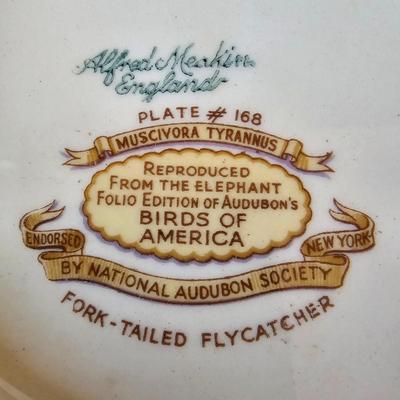 Alfred Meakin
England
PLATE # 168
MUSCIVORA TYRANNUS
REPRODUCED
FROM THE ELEPHANT
FOLIO EDITION OF AUDUBON'S
BIRDS OF
AMERICA
ENDORSED
NEW YORK
BY NATIONAL AUDUBON SOCIETY
FORK-TAILED FLYCATCHER